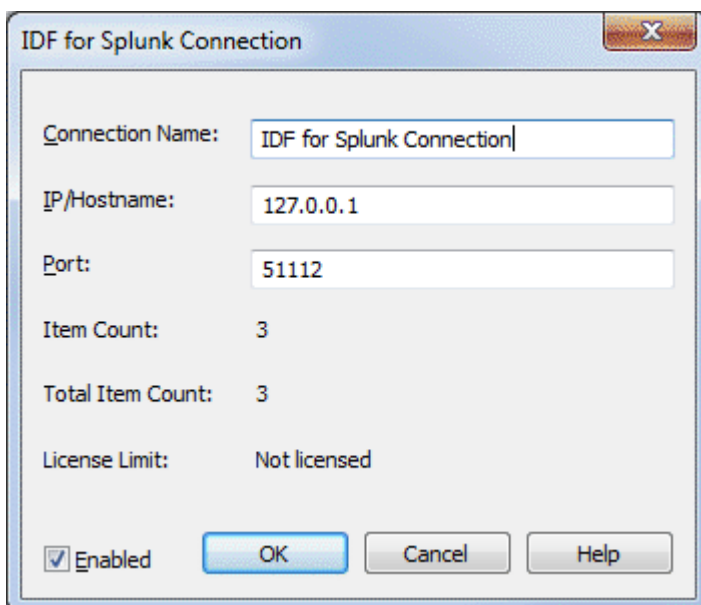 IDF for Splunk Connection
Connection Name: IDF for Splunk Connection
IP/Hostname: 127.0.0.1
Port: 51112
Item Count: 3
Total Item Count: 3
License Limit: Not licensed
Enabled OK Cancel Help